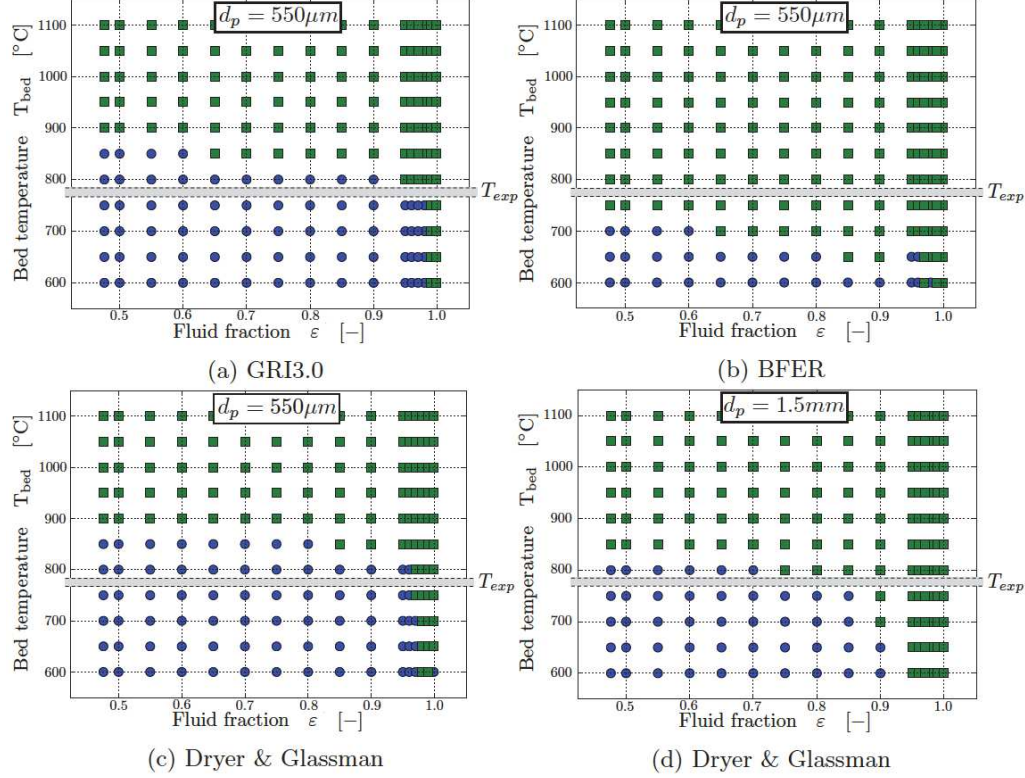 d_p = 550μm
Bed temperature T_bed [°C]
1100
1000
900
800
700
600
T_exp
0.5 0.6 0.7 0.8 0.9 1.0
Fluid fraction ε [−]
(a) GRI3.0
d_p = 550μm
Bed temperature T_bed [°C]
1100
1000
900
800
700
600
T_exp
0.5 0.6 0.7 0.8 0.9 1.0
Fluid fraction ε [−]
(b) BFER
d_p = 550μm
Bed temperature T_bed [°C]
1100
1000
900
800
700
600
T_exp
0.5 0.6 0.7 0.8 0.9 1.0
Fluid fraction ε [−]
(c) Dryer & Glassman
d_p = 1.5mm
Bed temperature T_bed [°C]
1100
1000
900
800
700
600
T_exp
0.5 0.6 0.7 0.8 0.9 1.0
Fluid fraction ε [−]
(d) Dryer & Glassman